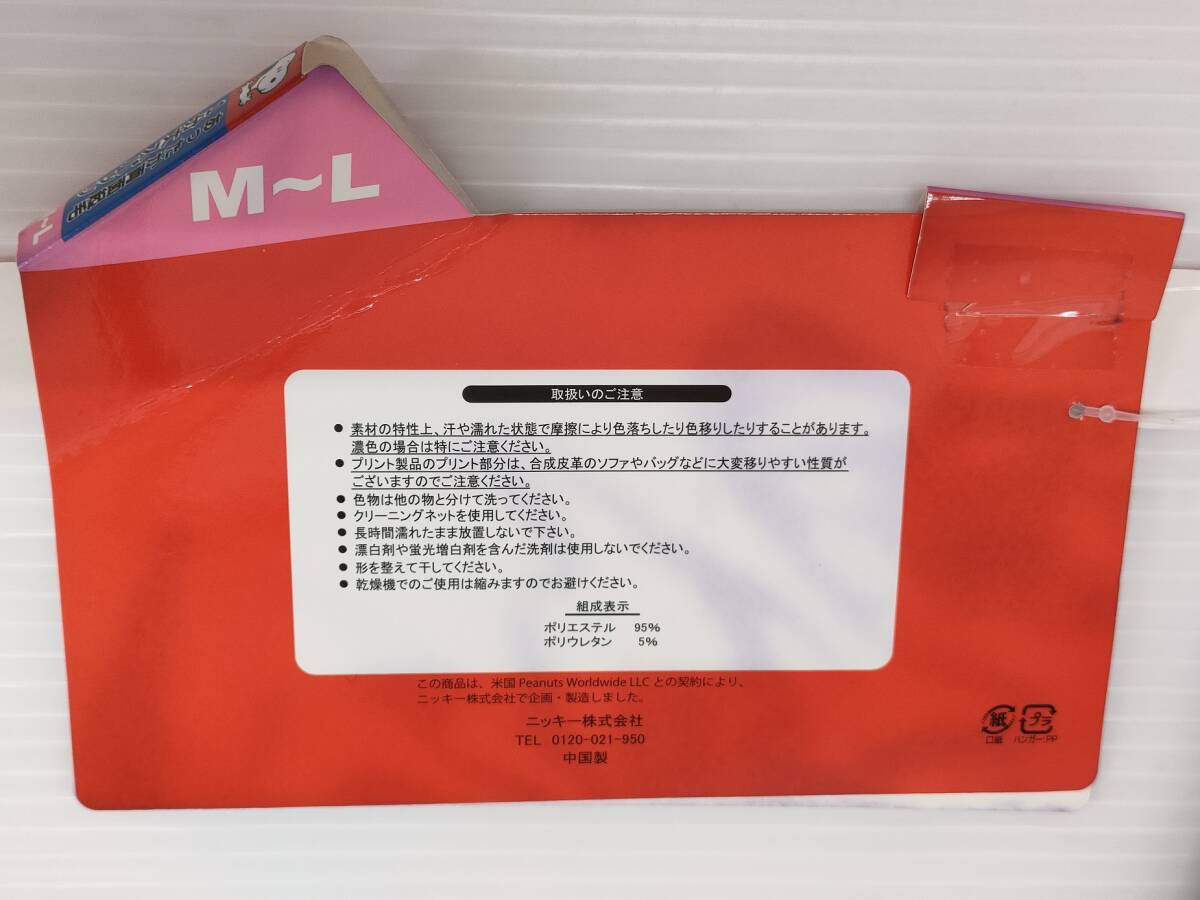 M~L
~L
取扱いのご注意
● 素材の特性上、汗や濡れた状態で摩擦により色落ちしたり色移りしたりすることがあります。
濃色の場合は特にご注意ください。
● プリント製品のプリント部分は、合成皮革のソファやバッグなどに大変移りやすい性質が
ございますのでご注意ください。
● 色物は他の物と分けて洗ってください。
● クリーニングネットを使用してください。
● 長時間濡れたまま放置しないで下さい。
● 漂白剤や蛍光増白剤を含んだ洗剤は使用しないでください。
● 形を整えて干してください。
● 乾燥機でのご使用は縮みますのでお避けください。
組成表示
ポリエステル 95%
ポリウレタン 5%
この商品は、米国 Peanuts Worldwide LLC との契約により、
ニッキー株式会社で企画・製造しました。
ニッキー株式会社
TEL 0120-021-950
中国製
紙 プラ
口紙 ハンガー:PP